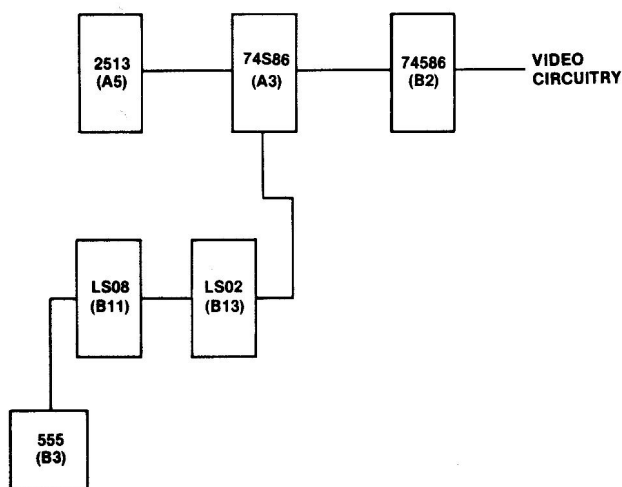 2513
(A5)
74S86
(A3)
74586
(B2)
VIDEO
CIRCUITRY
LS08
(B11)
LS02
(B13)
555
(B3)